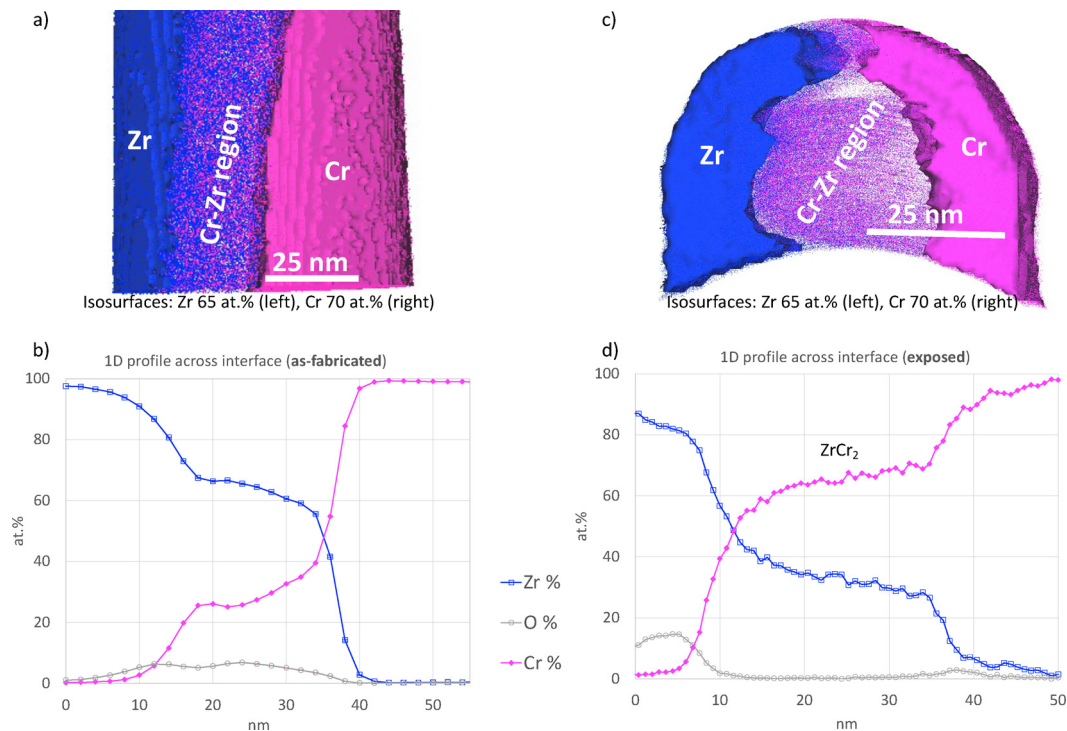 a)
Zr
Cr-Zr region
Cr
25 nm
Isosurfaces: Zr 65 at.% (left), Cr 70 at.% (right)
c)
Zr
Cr-Zr region
Cr
25 nm
Isosurfaces: Zr 65 at.% (left), Cr 70 at.% (right)
b)
1D profile across interface (as-fabricated)
100
80
60
40
20
0
at.%
0 10 20 30 40 50
nm
Zr %
O %
Cr %
d)
1D profile across interface (exposed)
100
80
60
40
20
0
at.%
ZrCr₂
0 10 20 30 40 50
nm